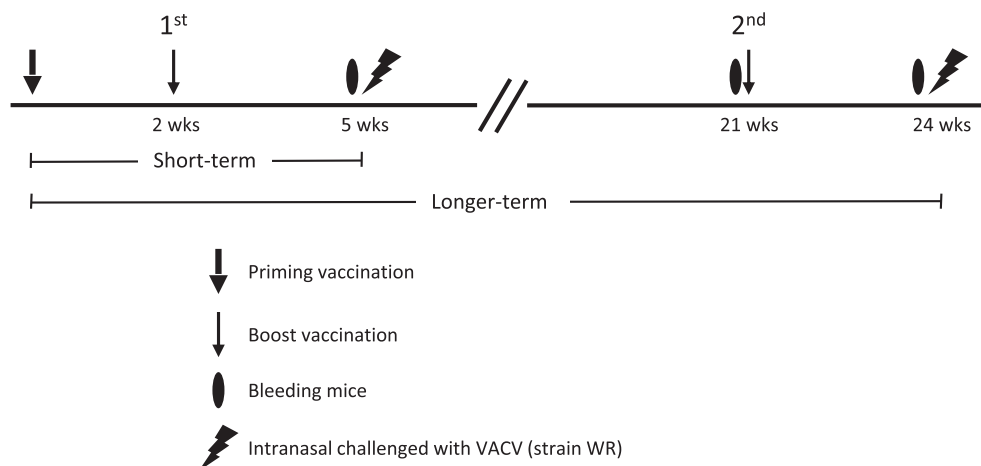 1st
2nd
2 wks
5 wks
21 wks
24 wks
Short-term
Longer-term
Priming vaccination
Boost vaccination
Bleeding mice
Intranasal challenged with VACV (strain WR)